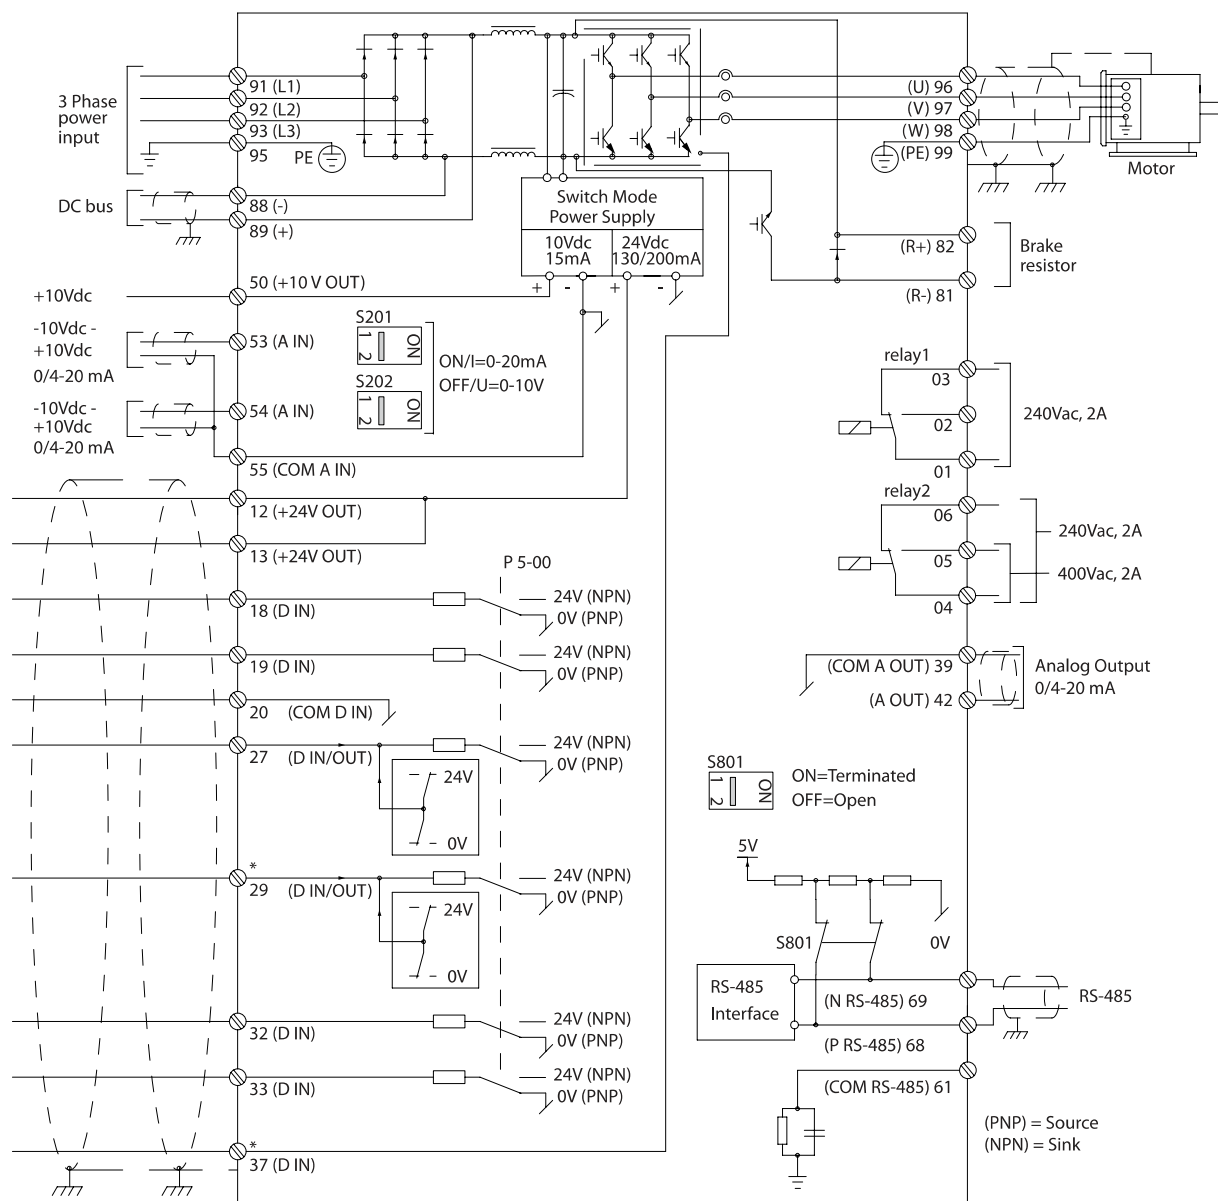 3 Phase
power
input
91 (L1)
92 (L2)
93 (L3)
95
PE
DC bus
88 (-)
89 (+)
Switch Mode
Power Supply
10Vdc
15mA
24Vdc
130/200mA
+ - + -
(U) 96
(V) 97
(W) 98
(PE) 99
Motor
(R+) 82
(R-) 81
Brake
resistor
+10Vdc
50 (+10 V OUT)
-10Vdc -
+10Vdc
0/4-20 mA
53 (A IN)
-10Vdc -
+10Vdc
0/4-20 mA
54 (A IN)
55 (COM A IN)
S201
1 2 ON
S202
1 2 ON
ON/I=0-20mA
OFF/U=0-10V
relay1
03
02
01
240Vac, 2A
relay2
06
05
04
240Vac, 2A
400Vac, 2A
12 (+24V OUT)
13 (+24V OUT)
P 5-00
18 (D IN)
24V (NPN)
0V (PNP)
19 (D IN)
24V (NPN)
0V (PNP)
20 (COM D IN)
27 (D IN/OUT)
24V (NPN)
0V (PNP)
24V
0V
*
29 (D IN/OUT)
24V (NPN)
0V (PNP)
24V
0V
32 (D IN)
24V (NPN)
0V (PNP)
33 (D IN)
24V (NPN)
0V (PNP)
*
37 (D IN)
(COM A OUT) 39
(A OUT) 42
Analog Output
0/4-20 mA
S801
1 2 ON
ON=Terminated
OFF=Open
5V
S801
0V
RS-485
Interface
(N RS-485) 69
(P RS-485) 68
(COM RS-485) 61
RS-485
(PNP) = Source
(NPN) = Sink